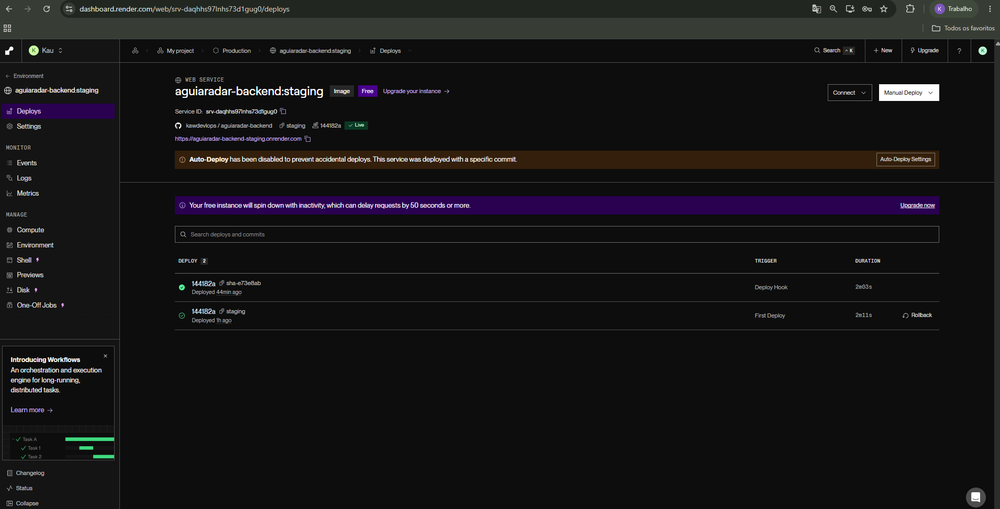 dashboard.render.com/web/srv-daqhhs97lnhs73d1gug0/deploys
K Trabalho
Todos os favoritos
K Kau
My project
Production
aguiaradar-backend:staging
Deploys
Search ^ K
+ New
Upgrade
?
K
Environment
aguiaradar-backend:staging
Deploys
Settings
MONITOR
Events
Logs
Metrics
MANAGE
Compute
Environment
Shell
Previews
Disk
One-Off Jobs
Introducing Workflows
An orchestration and execution
engine for long-running,
distributed tasks.
Learn more →
Task A
Task 1
Task 2
Changelog
Status
Collapse
WEB SERVICE
aguiaradar-backend:staging Image Free Upgrade your instance →
Connect
Manual Deploy
Service ID: srv-daqhhs97lnhs73d1gug0
kawdevlops / aguiaradar-backend staging 144182a Live
https://aguiaradar-backend-staging.onrender.com
Auto-Deploy has been disabled to prevent accidental deploys. This service was deployed with a specific commit.
Auto-Deploy Settings
Your free instance will spin down with inactivity, which can delay requests by 50 seconds or more.
Upgrade now
Search deploys and commits
DEPLOY 2 TRIGGER DURATION
144182a sha-e73e8ab
Deployed 44min ago
Deploy Hook
2m03s
144182a staging
Deployed 1h ago
First Deploy
2m11s
Rollback